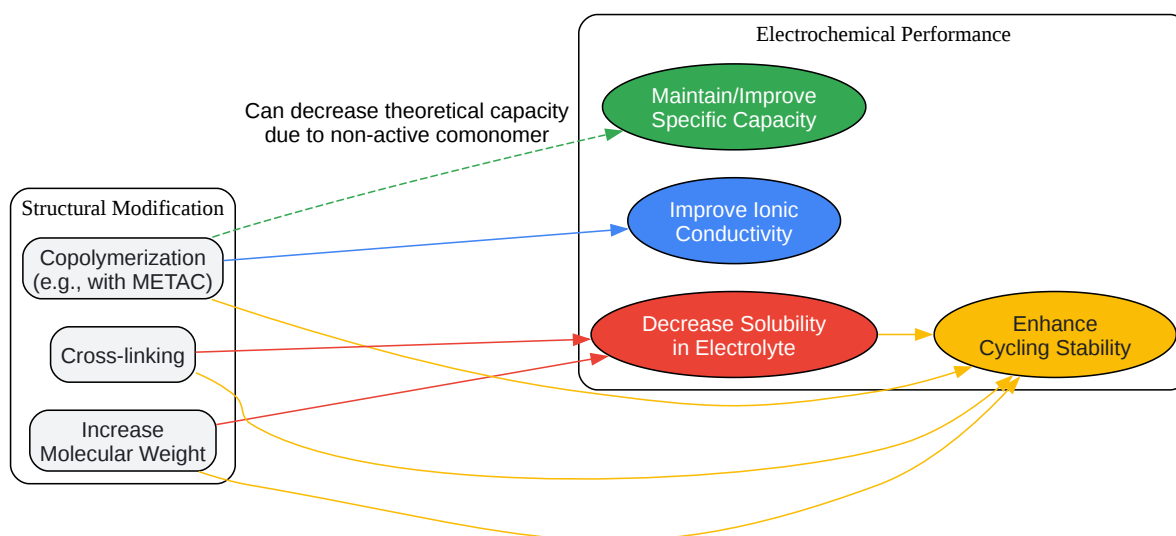 Electrochemical Performance
Maintain/Improve
Specific Capacity
Can decrease theoretical capacity
due to non-active comonomer
Structural Modification
Improve Ionic
Conductivity
Copolymerization
(e.g., with METAC)
Decrease Solubility
in Electrolyte
Enhance
Cycling Stability
Cross-linking
Increase
Molecular Weight